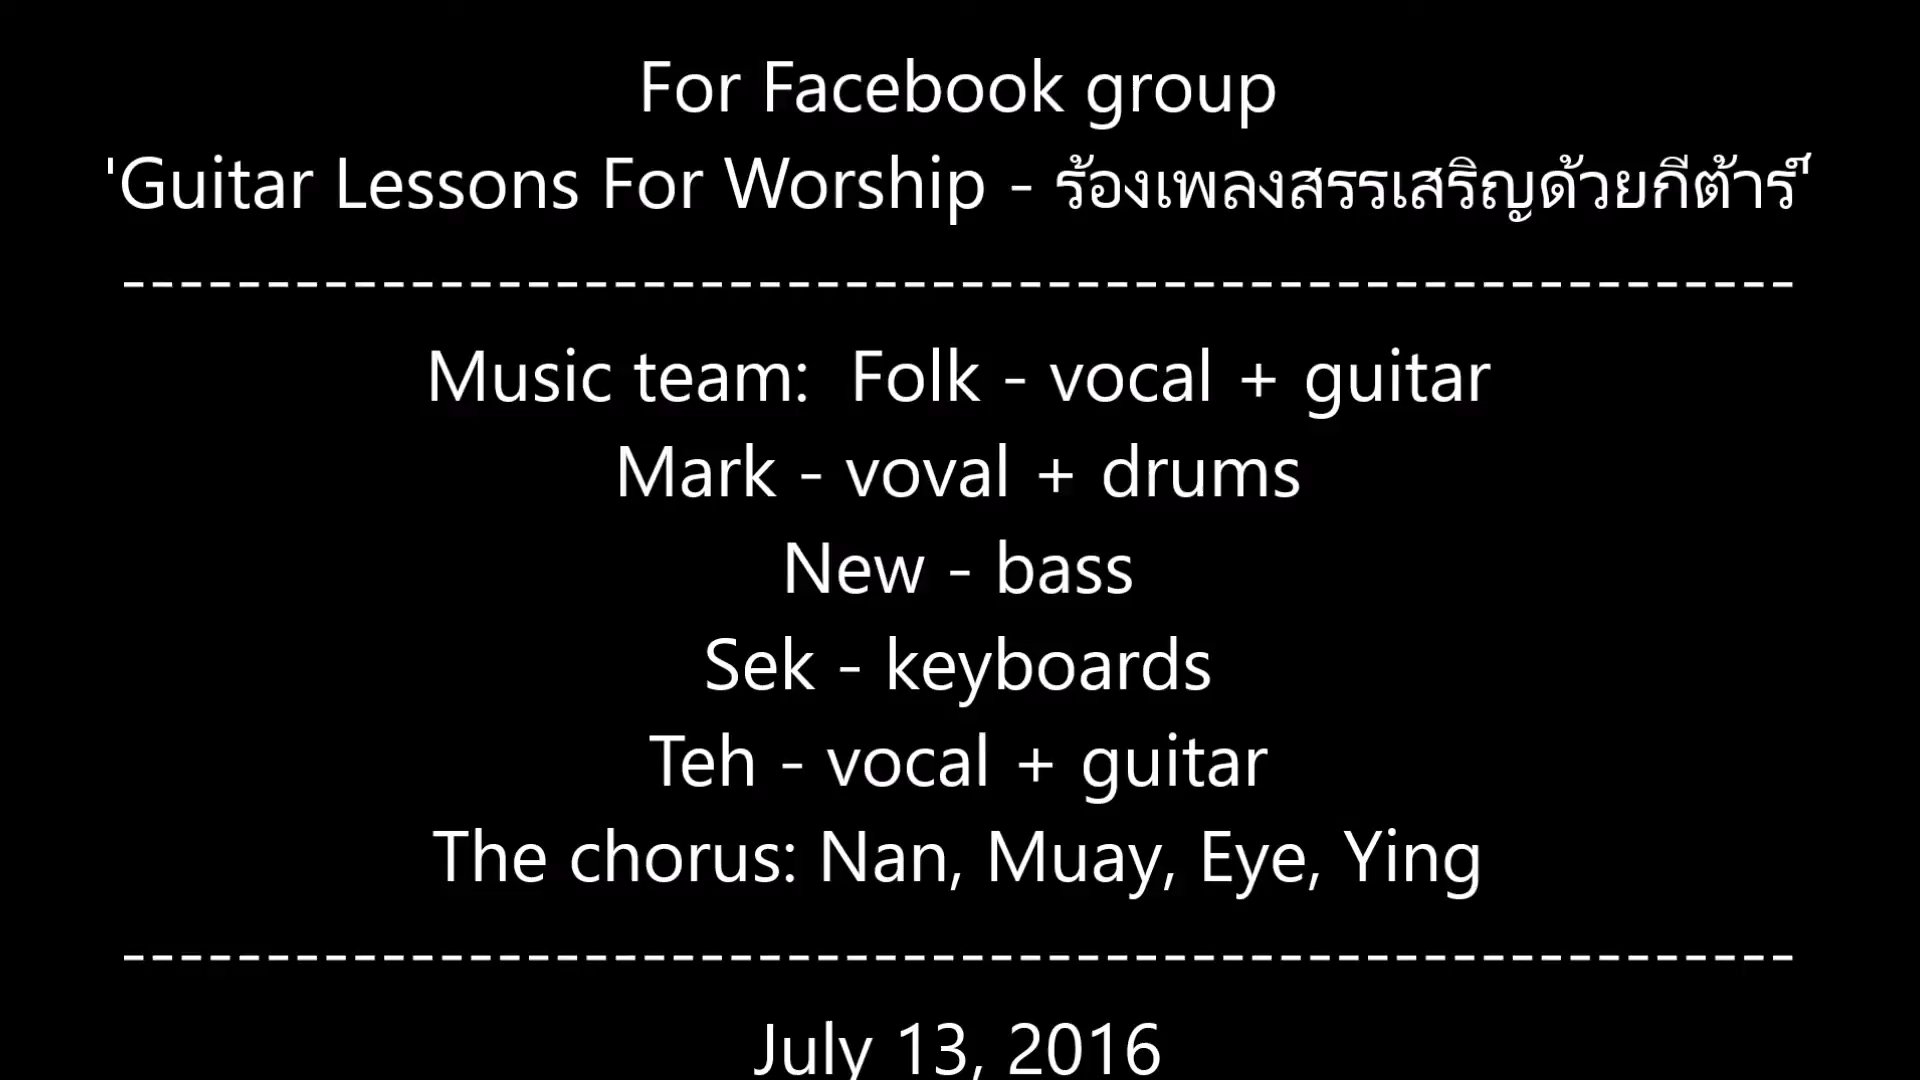 For Facebook group
'Guitar Lessons For Worship - ร้องเพลงสรรเสริญด้วยกีต้าร์'
----------------------------------------------------------
Music team:  Folk - vocal + guitar
Mark - voval + drums
New - bass
Sek - keyboards
Teh - vocal + guitar
The chorus: Nan, Muay, Eye, Ying
----------------------------------------------------------
July 13, 2016